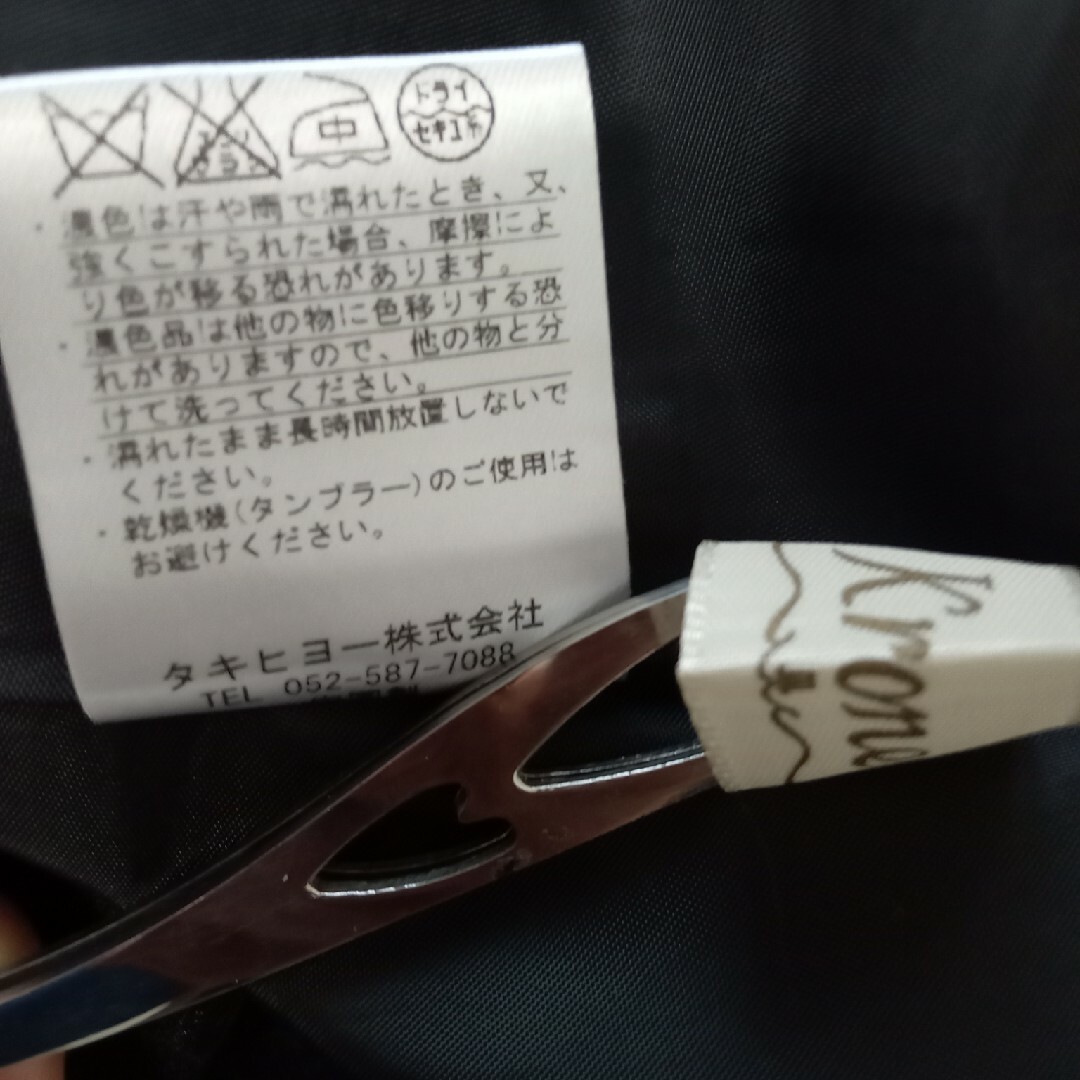 中
ドライ
セキユ系
・濃色は汗や雨で濡れたとき、又、
強くこすられた場合、摩擦によ
り色が移る恐れがあります。
・濃色品は他の物に色移りする恐
れがありますので、他の物と分
けて洗ってください。
・濡れたまま長時間放置しないで
ください。
・乾燥機(タンブラー)のご使用は
お避けください。
タキヒヨー株式会社
TEL 052-587-7088